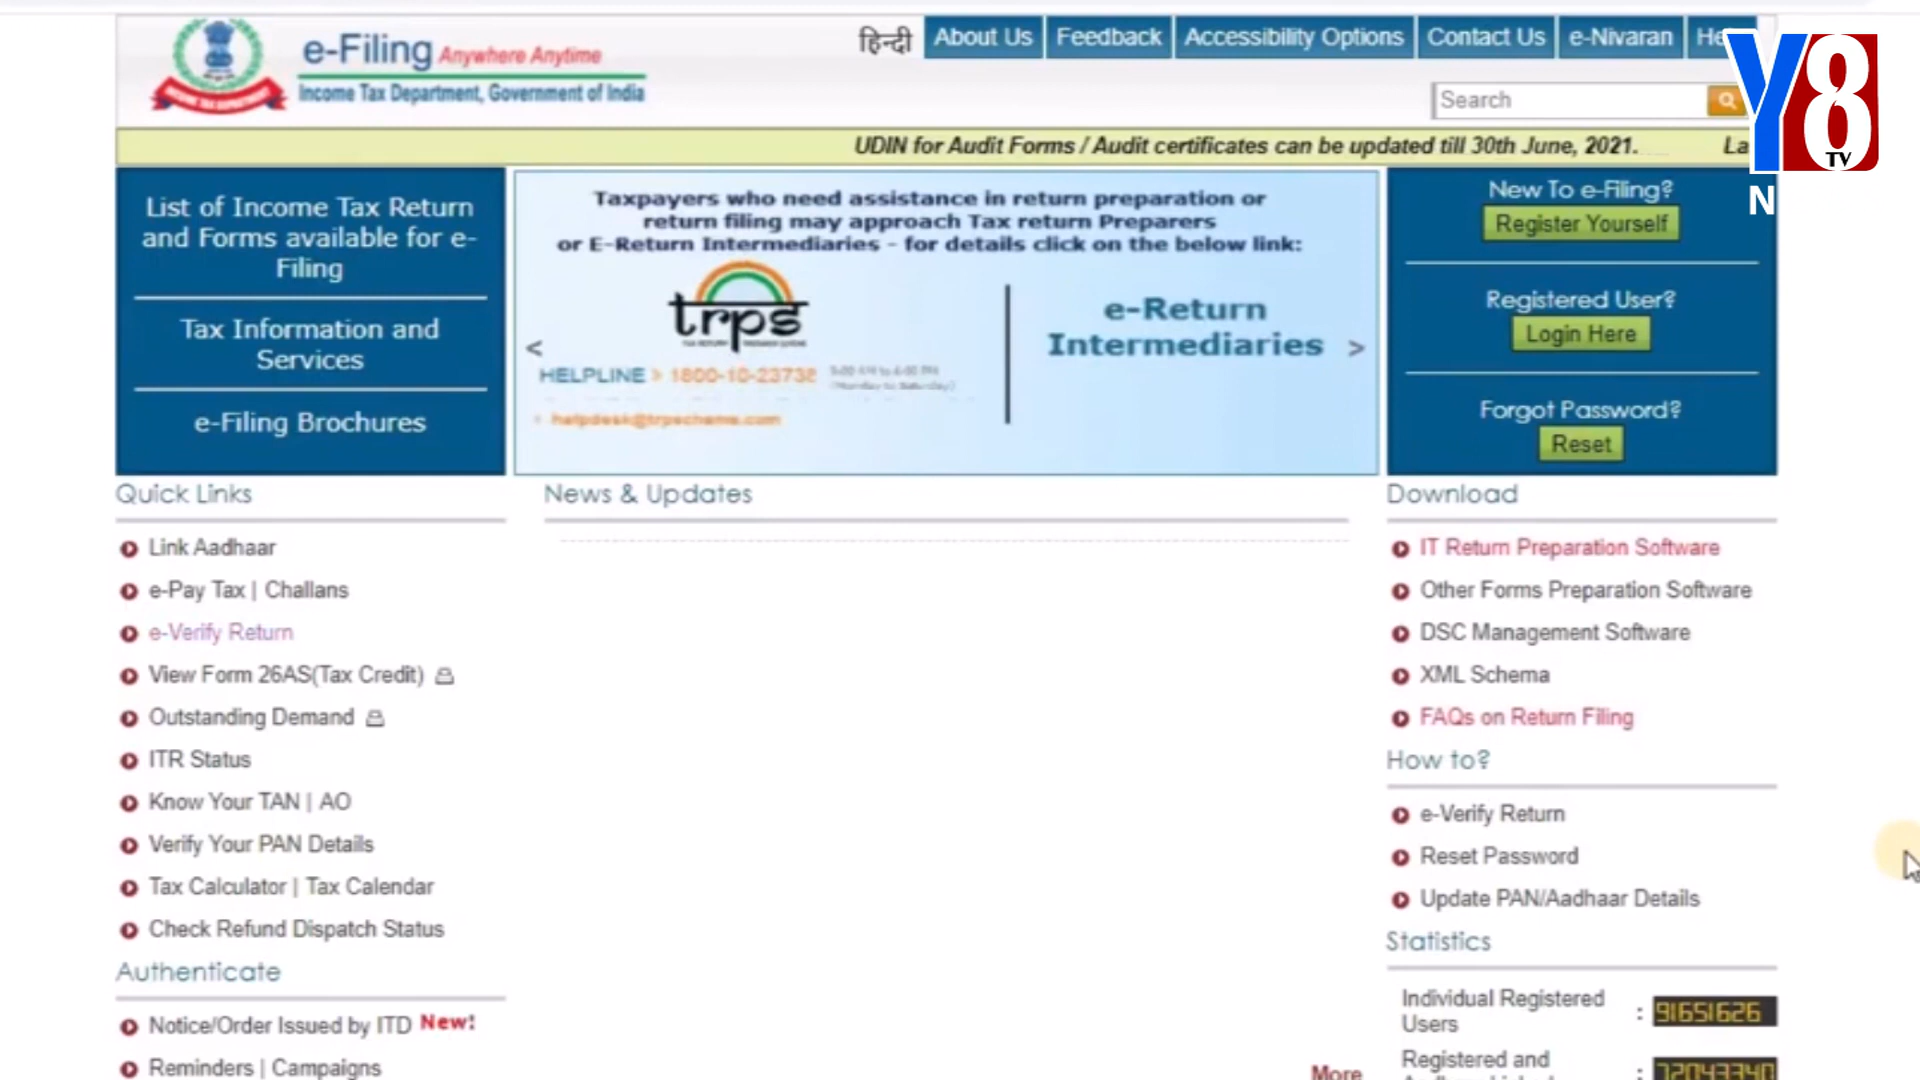 e-Filing Anywhere Anytime
Income Tax Department, Government of India
हिन्दी
About Us
Feedback
Accessibility Options
Contact Us
e-Nivaran
He
Search
Y8
TV
N
UDIN for Audit Forms / Audit certificates can be updated till 30th June, 2021.
La
List of Income Tax Return
and Forms available for e-
Filing
Tax Information and
Services
e-Filing Brochures
Taxpayers who need assistance in return preparation or
return filing may approach Tax return Preparers
or E-Return Intermediaries - for details click on the below link:
trps
HELPLINE > 1800-10-23738
helpdesk@trpscheme.com
<
e-Return
Intermediaries
>
New To e-Filing?
Register Yourself
Registered User?
Login Here
Forgot Password?
Reset
Quick Links
Link Aadhaar
e-Pay Tax | Challans
e-Verify Return
View Form 26AS(Tax Credit)
Outstanding Demand
ITR Status
Know Your TAN | AO
Verify Your PAN Details
Tax Calculator | Tax Calendar
Check Refund Dispatch Status
Authenticate
Notice/Order Issued by ITD New!
Reminders | Campaigns
News & Updates
More
Download
IT Return Preparation Software
Other Forms Preparation Software
DSC Management Software
XML Schema
FAQs on Return Filing
How to?
e-Verify Return
Reset Password
Update PAN/Aadhaar Details
Statistics
Individual Registered
Users
: 91651626
Registered and
: 72043340